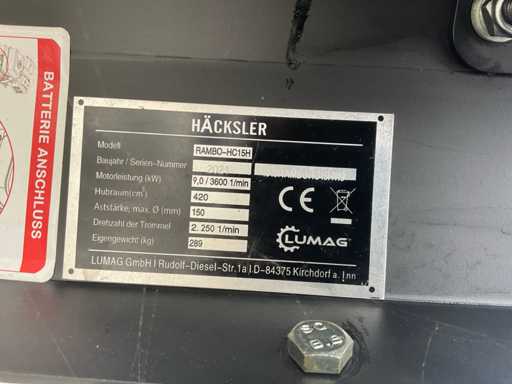 BATTERIE ANSCHLUSS
HÄCKSLER
Modell RAMBO-HC15H
Baujahr / Serien-Nummer
Motorleistung (kW) 9,0 / 3600 1/min
Hubraum(cm³) 420
Aststärke, max. Ø (mm) 150
Drehzahl der Trommel 2. 250 1/min
Eigengewicht (kg) 289
CE
LUMAG
LUMAG GmbH I Rudolf-Diesel-Str.1a I D-84375 Kirchdorf a. Inn